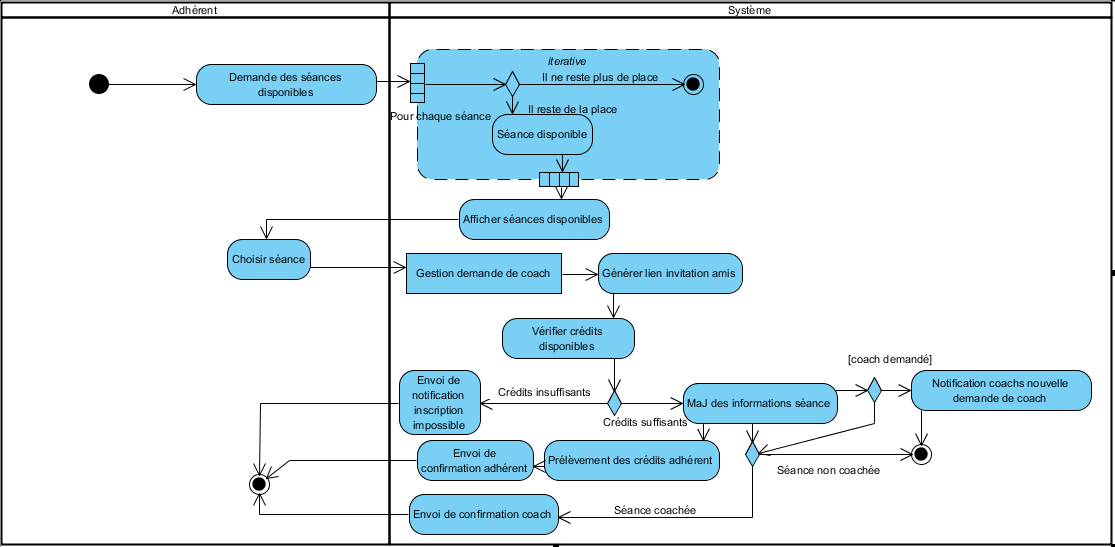 Adhérent
Système
iterative
Demande des séances
disponibles
Il ne reste plus de place
Pour chaque séance
Il reste de la place
Séance disponible
Afficher séances disponibles
Choisir séance
Gestion demande de coach
Générer lien invitation amis
Vérifier crédits
disponibles
[coach demandé]
Envoi de
notification
inscription
impossible
Crédits insuffisants
Crédits suffisants
MaJ des informations séance
Notification coachs nouvelle
demande de coach
Envoi de
confirmation adhérent
Prélèvement des crédits adhérent
Séance non coachée
Envoi de confirmation coach
Séance coachée